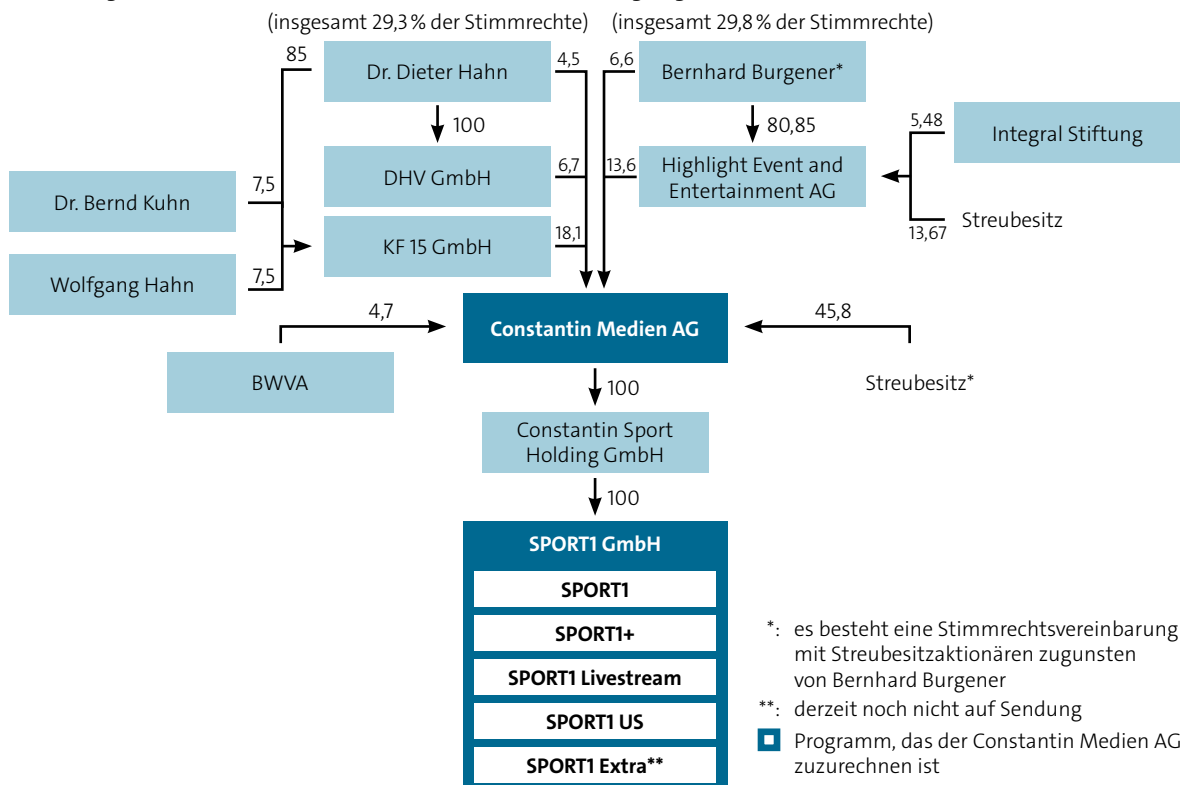 (insgesamt 29,3 % der Stimmrechte)
(insgesamt 29,8 % der Stimmrechte)
85
Dr. Dieter Hahn
4,5
6,6
Bernhard Burgener*
100
80,85
5,48
Integral Stiftung
DHV GmbH
6,7
13,6
Highlight Event and
Entertainment AG
Dr. Bernd Kuhn
7,5
KF 15 GmbH
18,1
13,67
Streubesitz
Wolfgang Hahn
7,5
4,7
Constantin Medien AG
45,8
BWVA
Streubesitz*
100
Constantin Sport
Holding GmbH
100
SPORT1 GmbH
SPORT1
SPORT1+
SPORT1 Livestream
SPORT1 US
SPORT1 Extra**
*: es besteht eine Stimmrechtsvereinbarung
mit Streubesitzaktionären zugunsten
von Bernhard Burgener
**: derzeit noch nicht auf Sendung
Programm, das der Constantin Medien AG
zuzurechnen ist